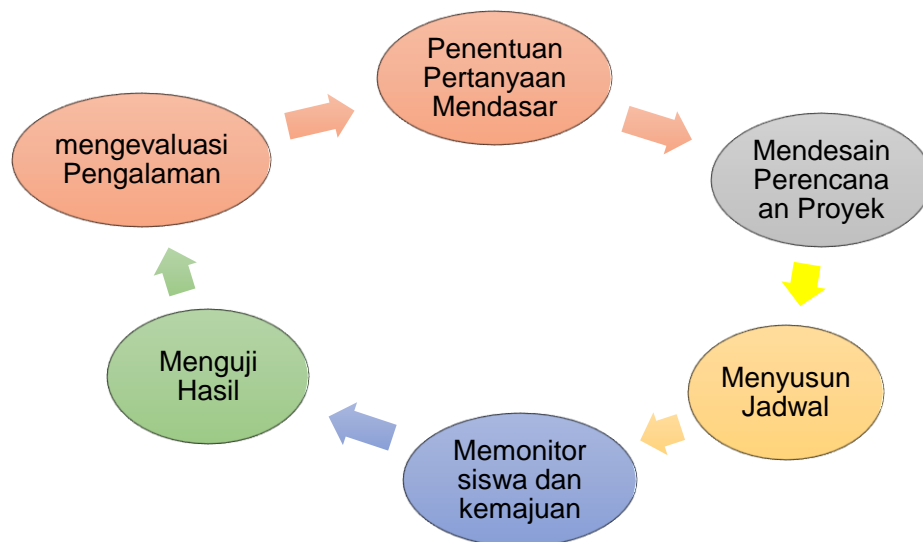 Penentuan
Pertanyaan
Mendasar
Mendesain
Perencana
an Proyek
Menyusun
Jadwal
Memonitor
siswa dan
kemajuan
Menguji
Hasil
mengevaluasi
Pengalaman